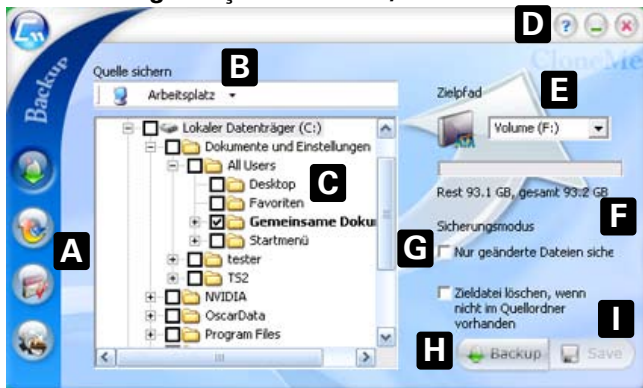 D
CloneMe
Backup
Quelle sichern
B
Arbeitsplatz
Zielpfad
E
Volume (F:)
Lokaler Datenträger (C:)
Dokumente und Einstellungen
All Users
Desktop
C
Favoriten
Gemeinsame Doku
Startmenü
tester
TS2
NVIDIA
OscarData
Program Files
A
Rest 93.1 GB, gesamt 93.2 GB
F
Sicherungsmodus
G
Nur geänderte Dateien siche
Zieldatei löschen, wenn
nicht im Quellordner
vorhanden
I
H
Backup
Save